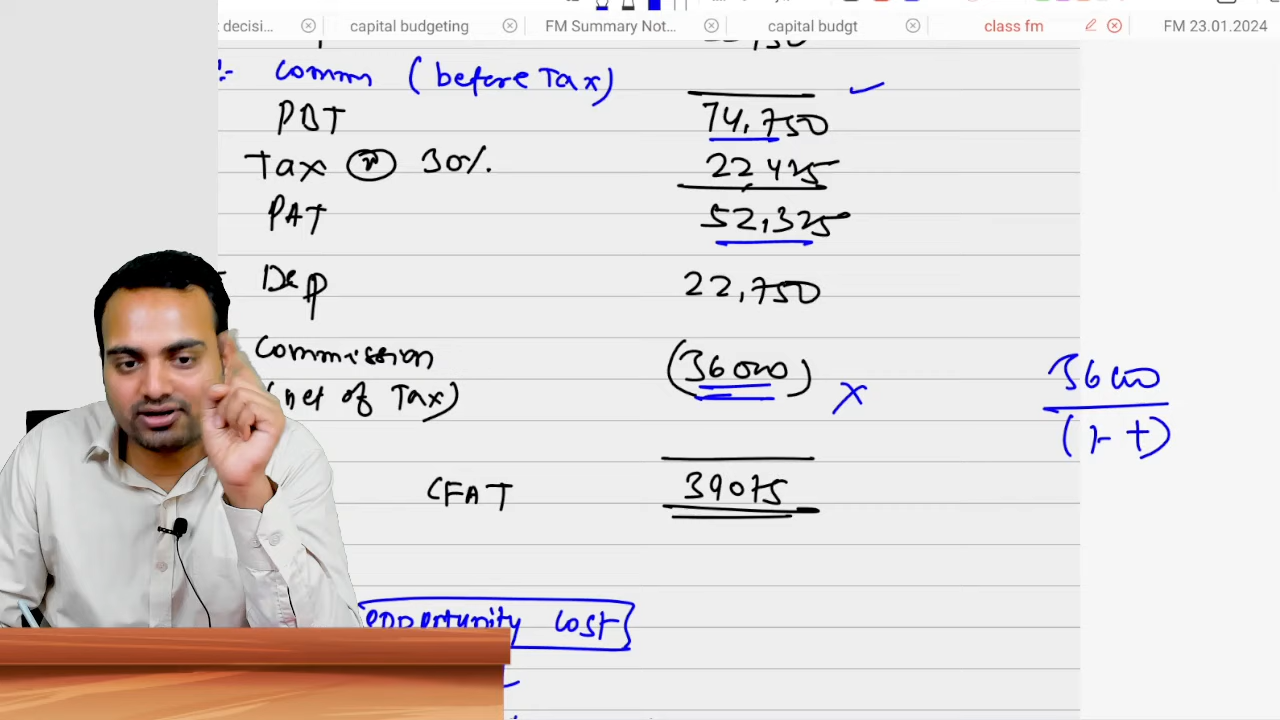 decisi...
capital budgeting
FM Summary Not...
capital budgt
class fm
FM 23.01.2024
:- Comm (before Tax)
PBT 74,750
Tax @ 30%. 22425
PAT 52,325
Dep 22,750
Commission (36000) x
(net of Tax)
36000
(1-t)
CFAT 39075
opportunity cost